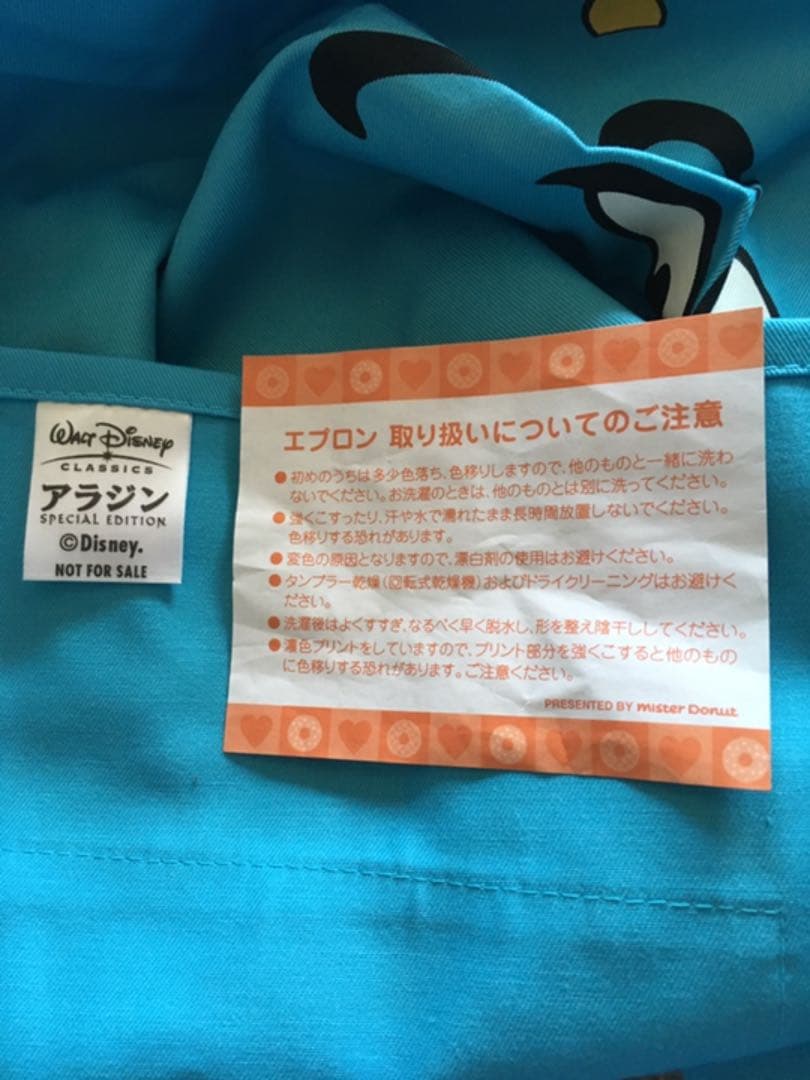 WALT DISNEY
CLASSICS
アラジン
SPECIAL EDITION
©Disney.
NOT FOR SALE
エプロン 取り扱いについてのご注意
●初めのうちは多少色落ち、色移りしますので、他のものと一緒に洗わ
ないでください。お洗濯のときは、他のものとは別に洗ってください。
●強くこすったり、汗や水で濡れたまま長時間放置しないでください。
色移りする恐れがあります。
●変色の原因となりますので、漂白剤の使用はお避けください。
●タンブラー乾燥(回転式乾燥機)およびドライクリーニングはお避けく
ださい。
●洗濯後はよくすすぎ、なるべく早く脱水し、形を整え陰干ししてください。
●濃色プリントをしていますので、プリント部分を強くこすると他のもの
に色移りする恐れがあります。ご注意ください。
PRESENTED BY mister Donut